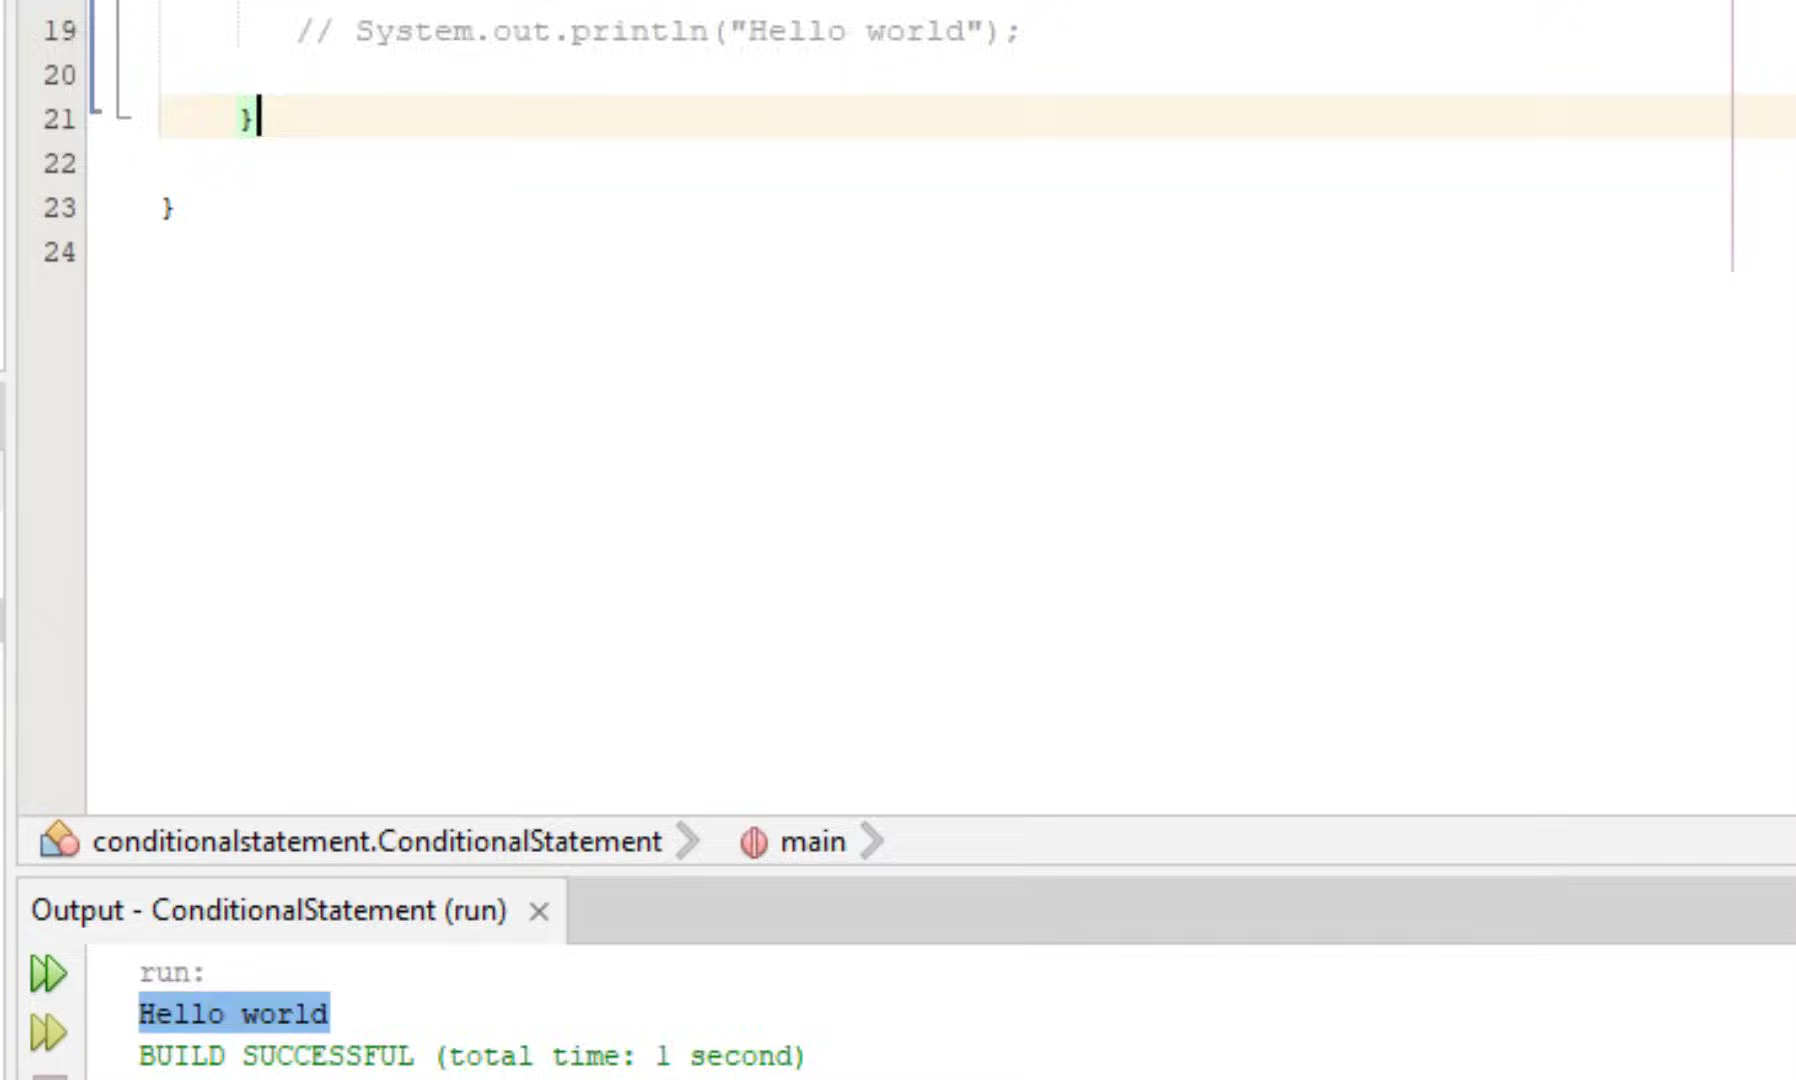 19 // System.out.println("Hello world");
20
21 }
22
23 }
24
conditionalstatement.ConditionalStatement main
Output - ConditionalStatement (run)
run:
Hello world
BUILD SUCCESSFUL (total time: 1 second)